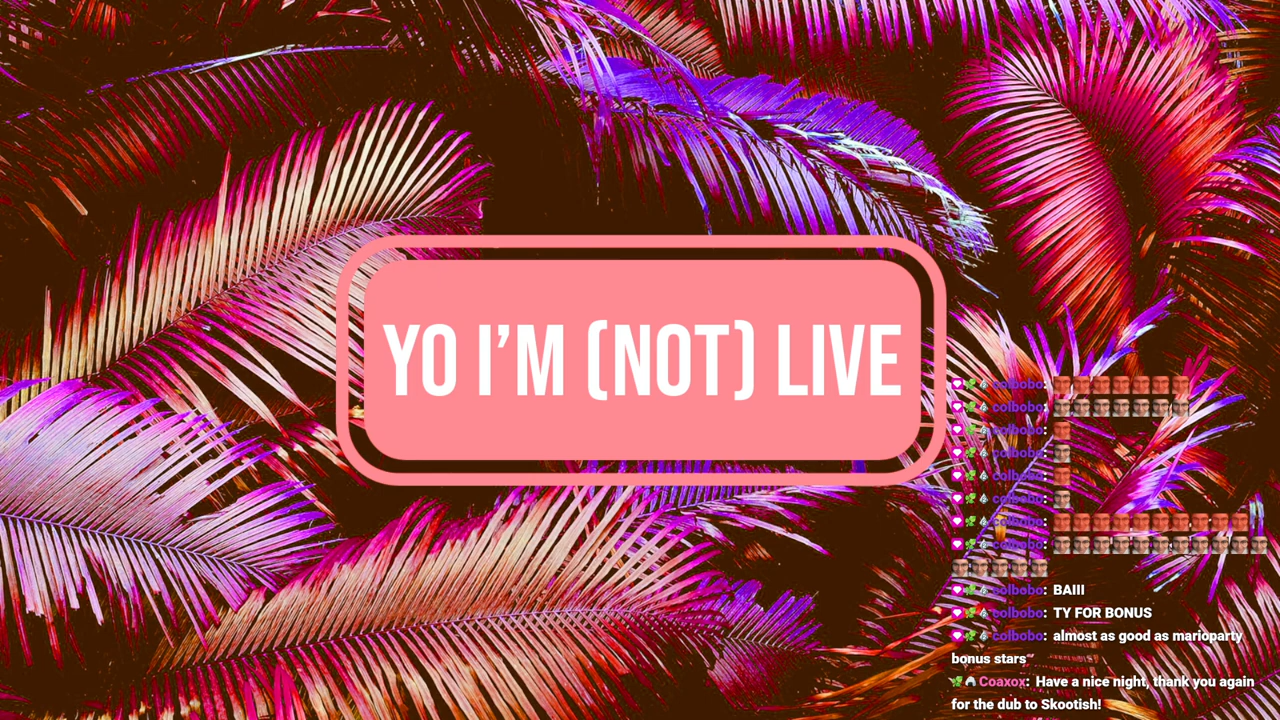 YO I’M (NOT) LIVE
colbobo:
colbobo:
colbobo:
colbobo:
colbobo:
colbobo:
colbobo:
colbobo:
colbobo: BAIII
colbobo: TY FOR BONUS
colbobo: almost as good as marioparty
bonus stars
Coaxox: Have a nice night, thank you again
for the dub to Skootish!